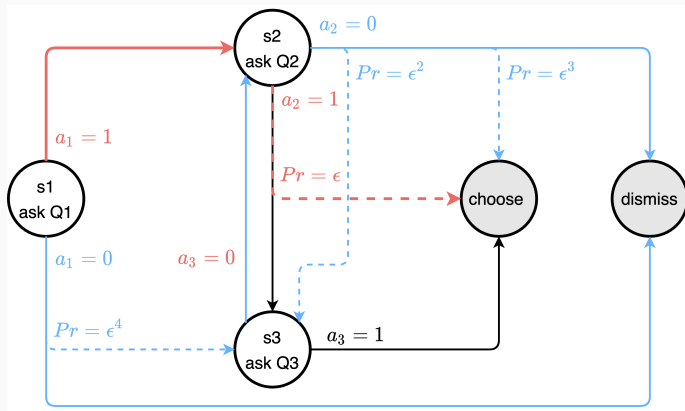 s2
ask Q2
a₂ = 0
Pr = ϵ²
Pr = ϵ³
a₂ = 1
a₁ = 1
Pr = ϵ
s1
ask Q1
choose
dismiss
a₁ = 0
a₃ = 0
Pr = ϵ⁴
s3
ask Q3
a₃ = 1